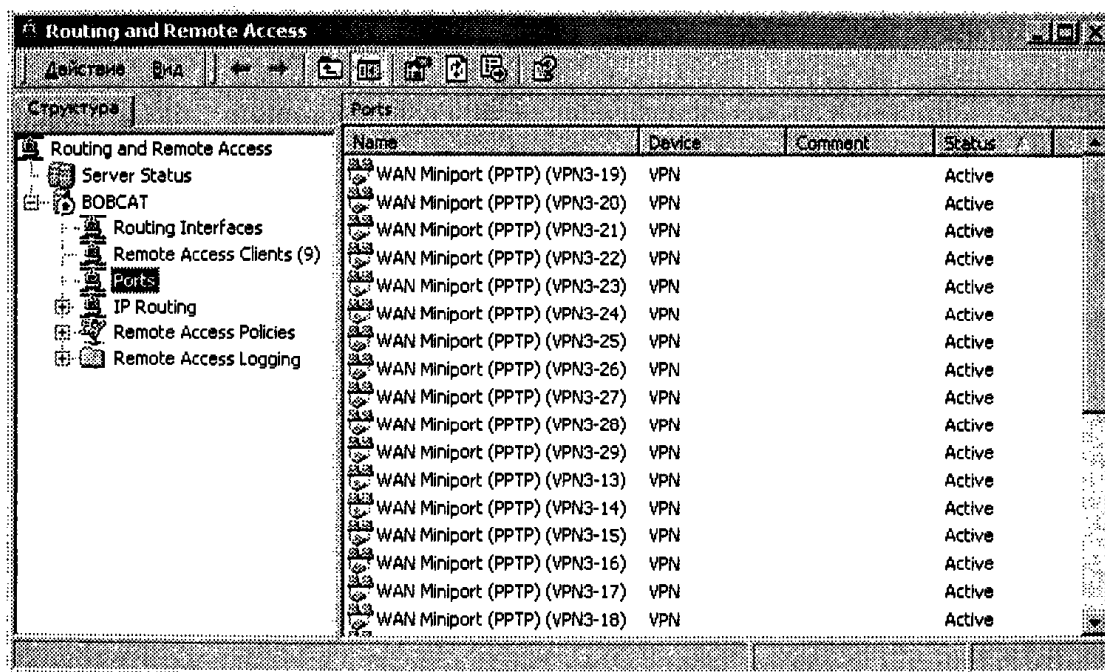 Routing and Remote Access
Действие Вид
Структура
Routing and Remote Access
Server Status
BOBCAT
Routing Interfaces
Remote Access Clients (9)
Ports
IP Routing
Remote Access Policies
Remote Access Logging
Ports
Name Device Comment Status
WAN Miniport (PPTP) (VPN3-19) VPN Active
WAN Miniport (PPTP) (VPN3-20) VPN Active
WAN Miniport (PPTP) (VPN3-21) VPN Active
WAN Miniport (PPTP) (VPN3-22) VPN Active
WAN Miniport (PPTP) (VPN3-23) VPN Active
WAN Miniport (PPTP) (VPN3-24) VPN Active
WAN Miniport (PPTP) (VPN3-25) VPN Active
WAN Miniport (PPTP) (VPN3-26) VPN Active
WAN Miniport (PPTP) (VPN3-27) VPN Active
WAN Miniport (PPTP) (VPN3-28) VPN Active
WAN Miniport (PPTP) (VPN3-29) VPN Active
WAN Miniport (PPTP) (VPN3-13) VPN Active
WAN Miniport (PPTP) (VPN3-14) VPN Active
WAN Miniport (PPTP) (VPN3-15) VPN Active
WAN Miniport (PPTP) (VPN3-16) VPN Active
WAN Miniport (PPTP) (VPN3-17) VPN Active
WAN Miniport (PPTP) (VPN3-18) VPN Active